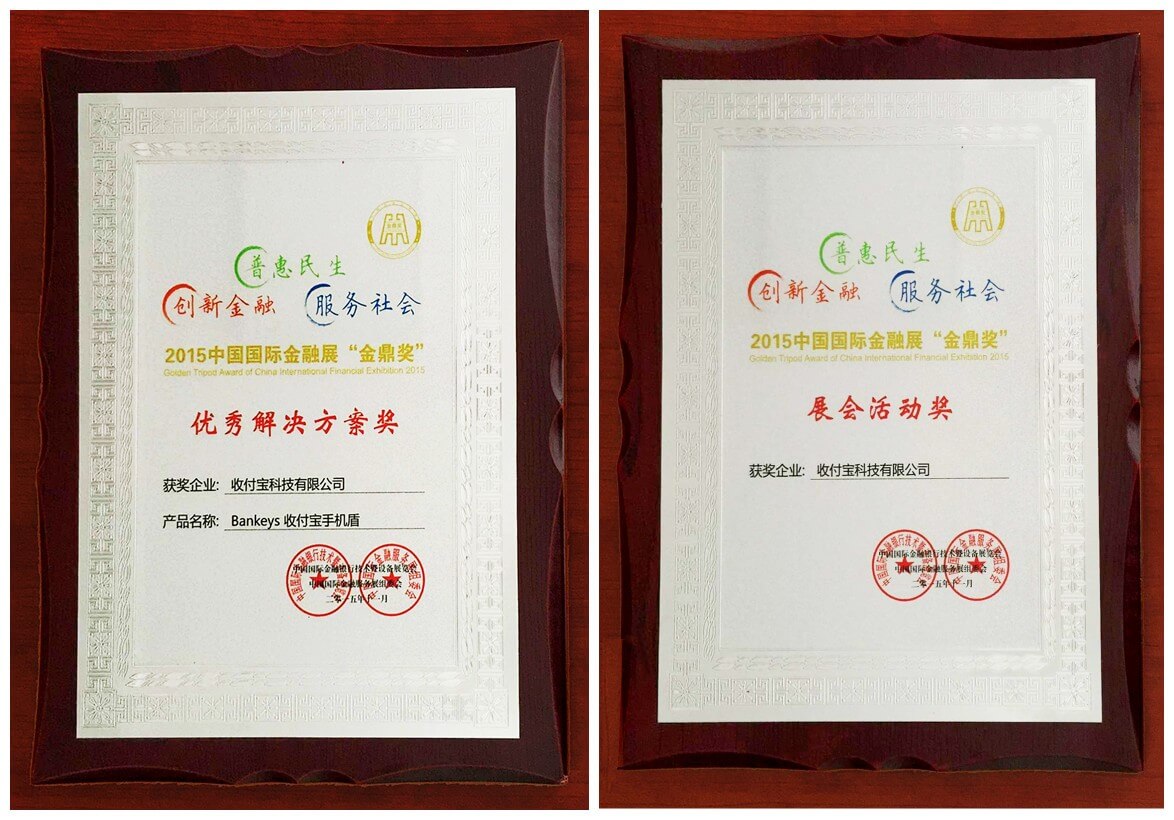 金鼎奖
普惠民生
创新金融
服务社会
2015中国国际金融展“金鼎奖”
Golden Tripod Award of China International Financial Exhibition 2015
优秀解决方案奖
获奖企业: 收付宝科技有限公司
产品名称: Bankeys 收付宝手机盾
中国国际金融银行技术暨设备展览会
中国国际金融服务展组委会
二零一五年十一月
金鼎奖
普惠民生
创新金融
服务社会
2015中国国际金融展“金鼎奖”
Golden Tripod Award of China International Financial Exhibition 2015
展会活动奖
获奖企业: 收付宝科技有限公司
中国国际金融银行技术暨设备展览会
中国国际金融服务展组委会
二零一五年十一月